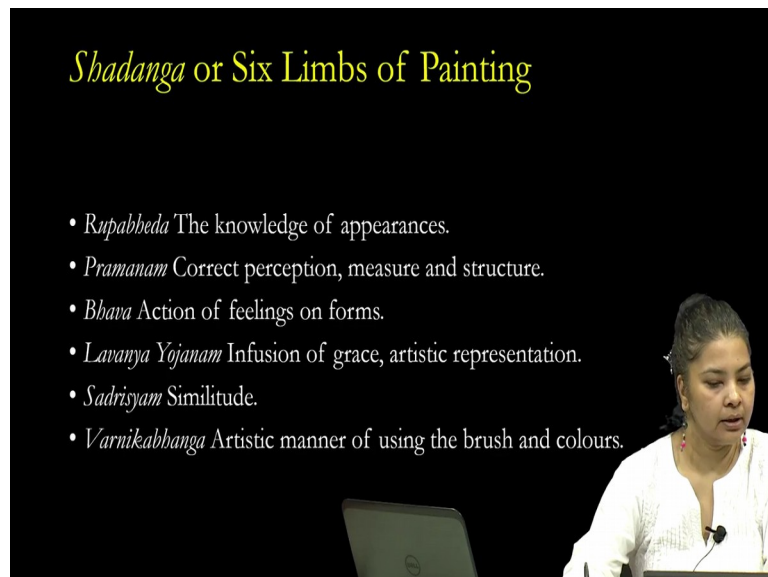 Shadanga or Six Limbs of Painting
• Rupabheda The knowledge of appearances.
• Pramanam Correct perception, measure and structure.
• Bhava Action of feelings on forms.
• Lavanya Yojanam Infusion of grace, artistic representation.
• Sadrisyam Similitude.
• Varnikabhanga Artistic manner of using the brush and colours.
DELL